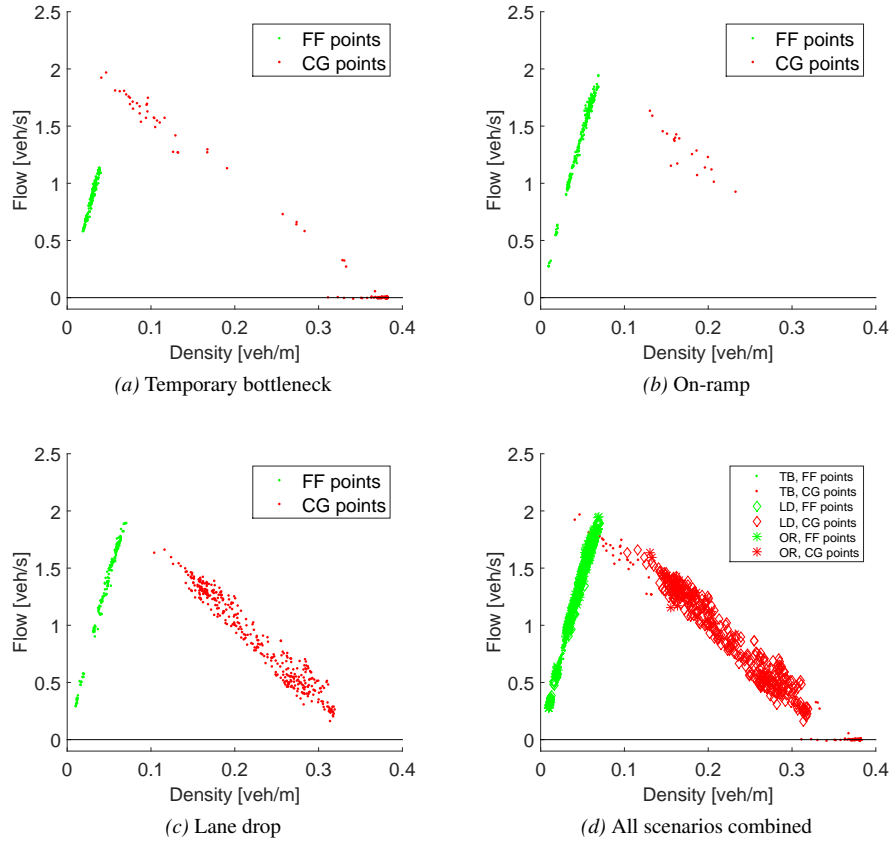 2.5
2
1.5
1
0.5
0
Flow [veh/s]
FF points
CG points
0 0.1 0.2 0.3 0.4
Density [veh/m]
(a) Temporary bottleneck
2.5
2
1.5
1
0.5
0
Flow [veh/s]
FF points
CG points
0 0.1 0.2 0.3 0.4
Density [veh/m]
(b) On-ramp
2.5
2
1.5
1
0.5
0
Flow [veh/s]
FF points
CG points
0 0.1 0.2 0.3 0.4
Density [veh/m]
(c) Lane drop
2.5
2
1.5
1
0.5
0
Flow [veh/s]
TB, FF points
TB, CG points
LD, FF points
LD, CG points
OR, FF points
OR, CG points
0 0.1 0.2 0.3 0.4
Density [veh/m]
(d) All scenarios combined